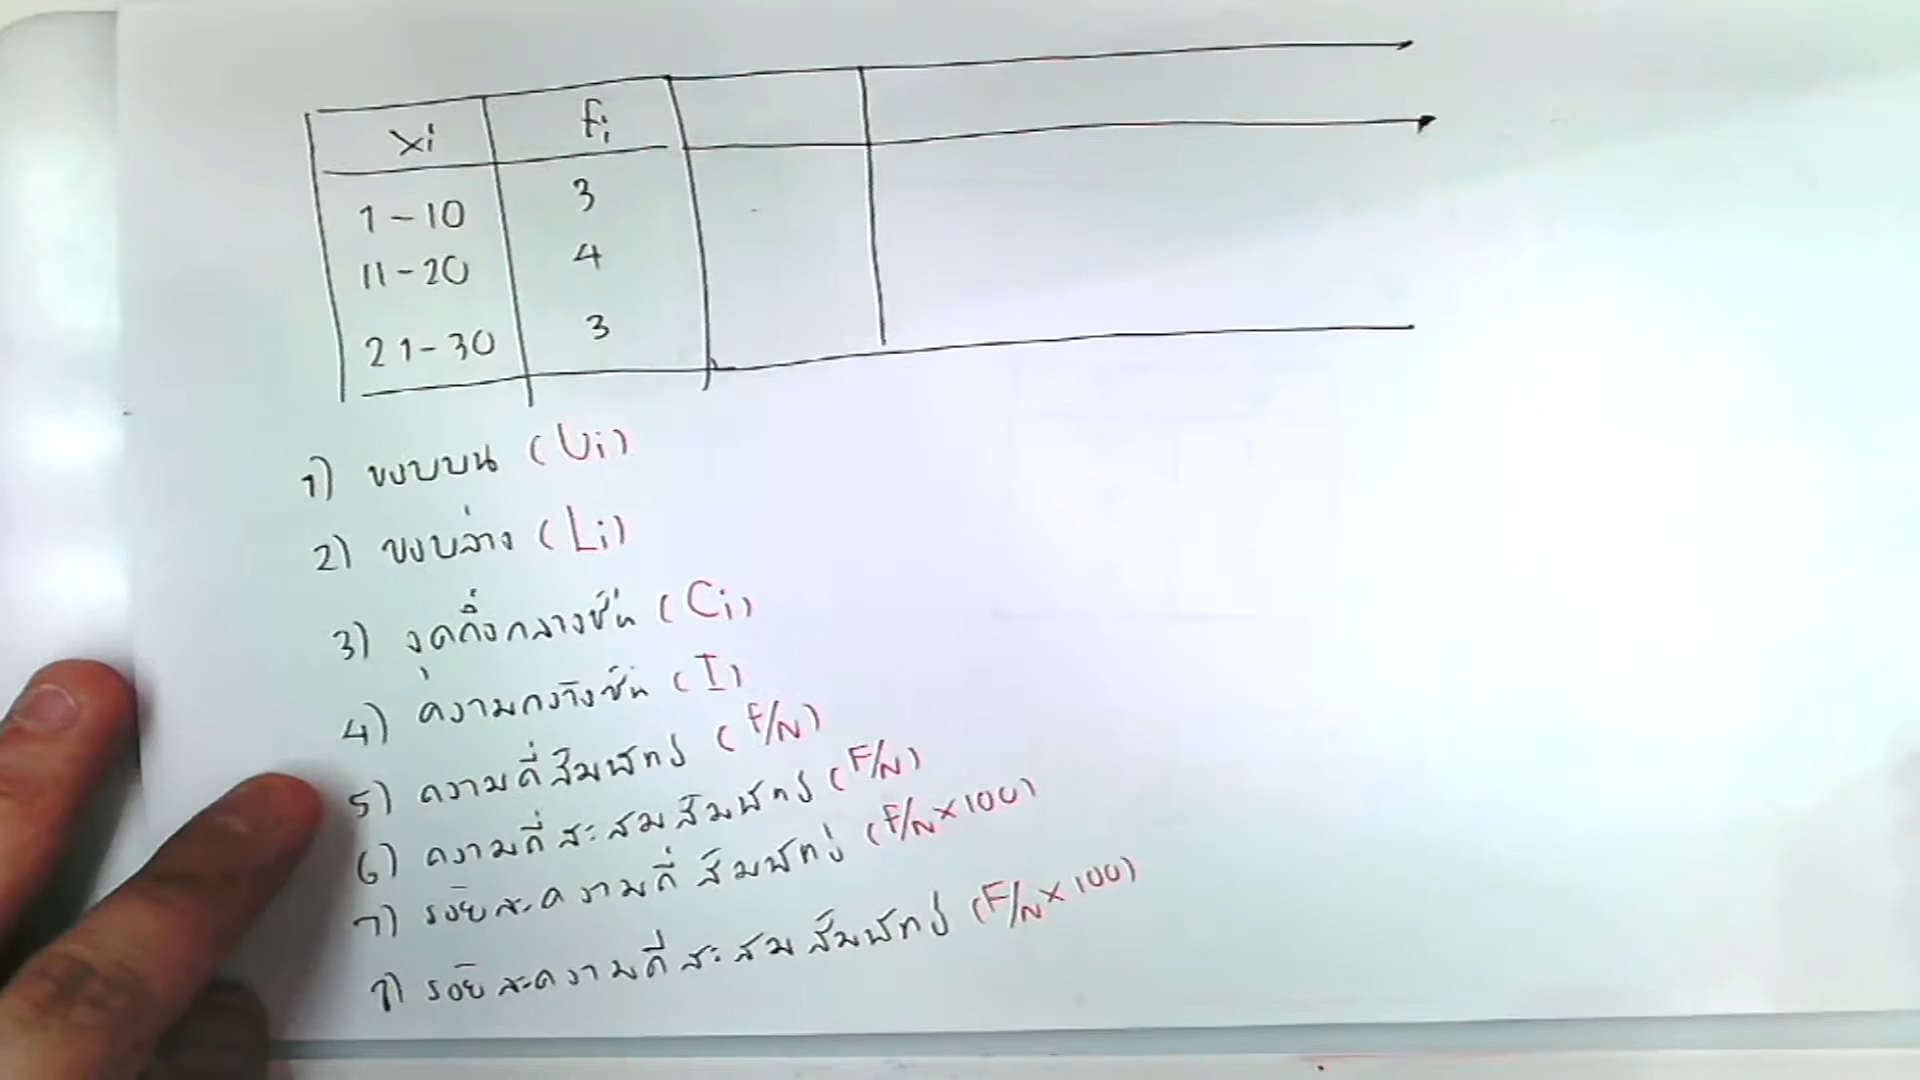 xi fi
1-10 3
11-20 4
21-30 3
1) ขอบบน (Ui)
2) ขอบล่าง (Li)
3) จุดกึ่งกลางชั้น (Ci)
4) ความกว้างชั้น (I)
5) ความถี่สัมพัทธ์ (f/N)
6) ความถี่สะสมสัมพัทธ์ (F/N)
7) ร้อยละความถี่สัมพัทธ์ (f/N×100)
8) ร้อยละความถี่สะสมสัมพัทธ์ (F/N×100)